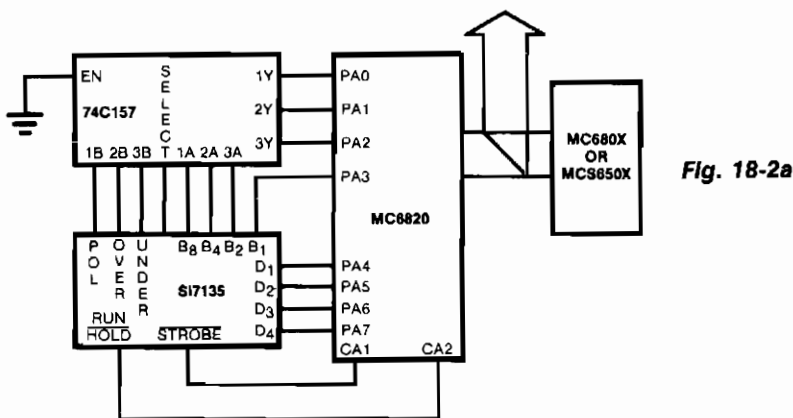 EN
SELECT
74C157
1Y
2Y
3Y
1B 2B 3B 1A 2A 3A
PA0
PA1
PA2
PA3
MC6820
PA4
PA5
PA6
PA7
CA1 CA2
MC680X
OR
MCS650X
Fig. 18-2a
POL
OVER
UNDER
B8 B4 B2 B1
D1
D2
D3
D4
Si7135
RUN
HOLD
STROBE